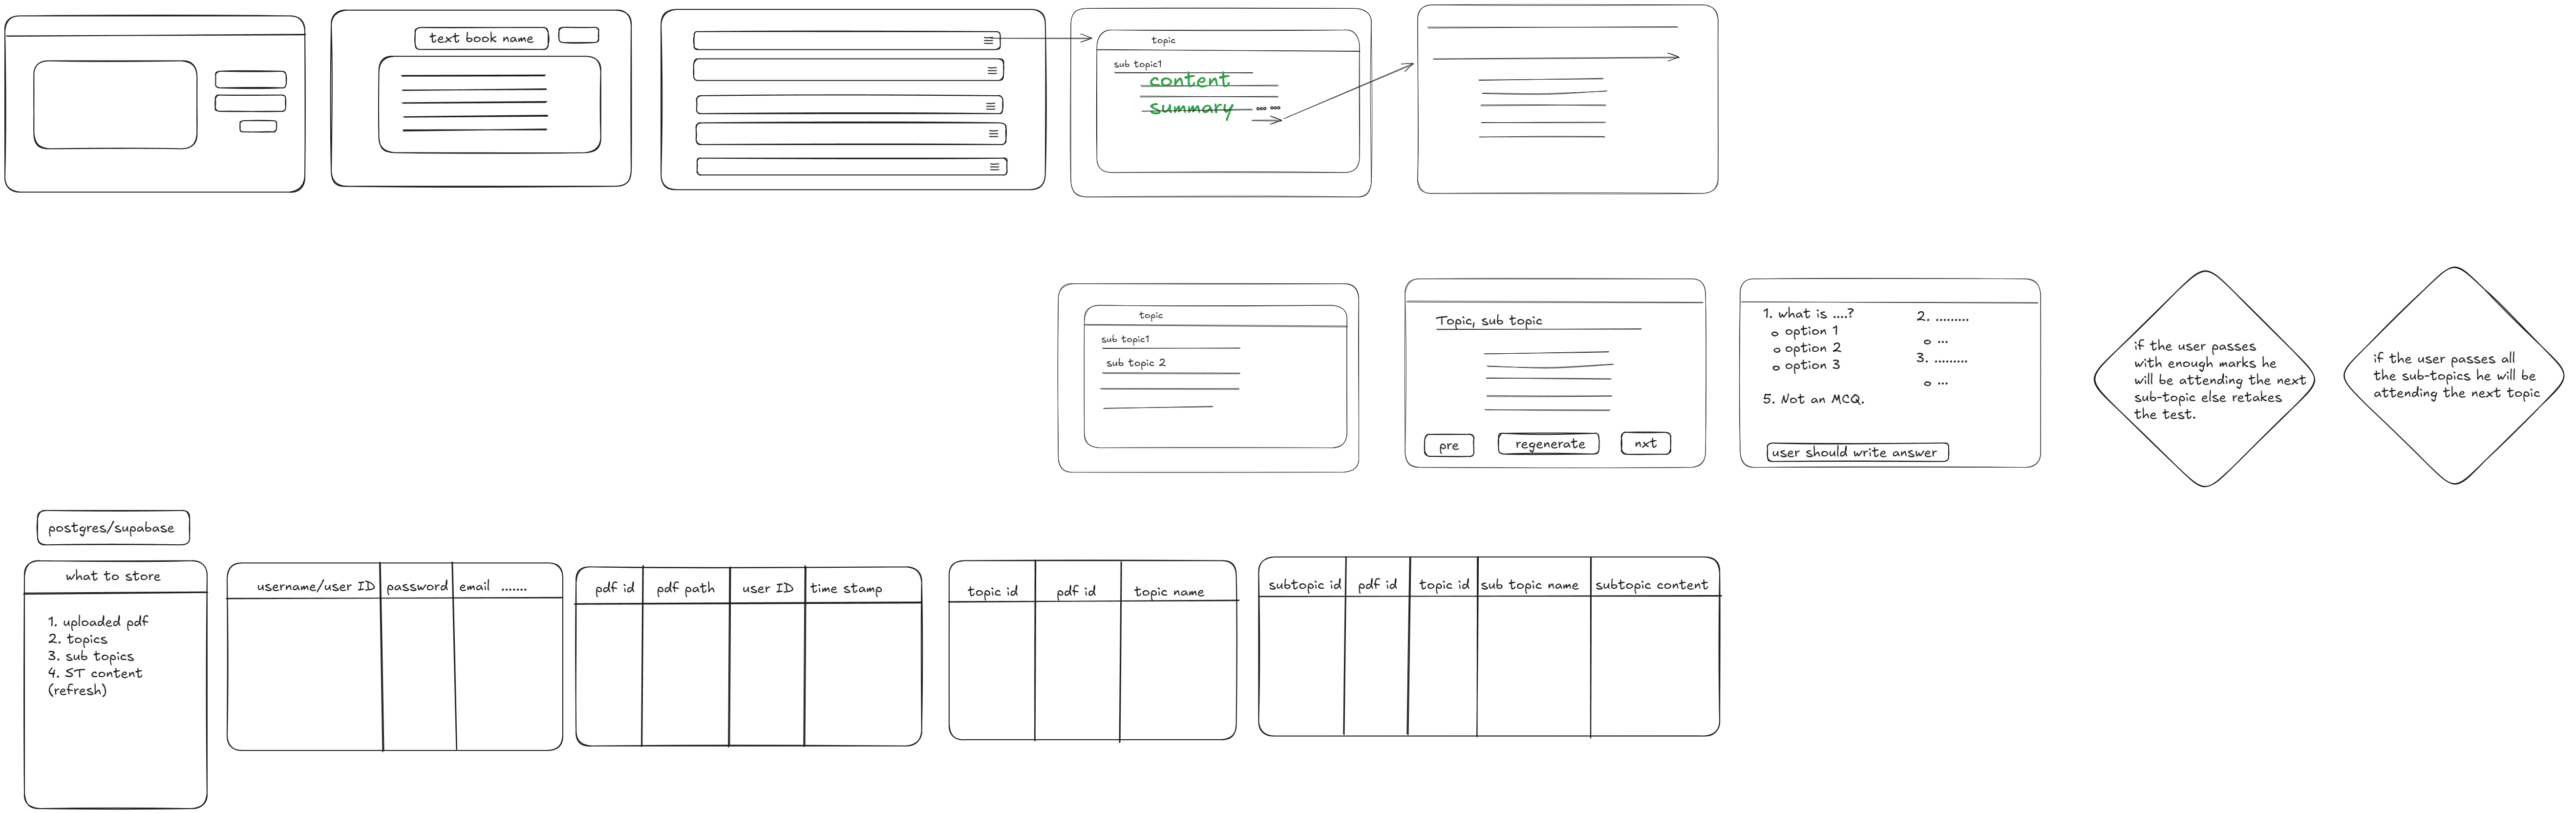 text book name
topic
sub topic1
content
summary
topic
sub topic1
sub topic 2
Topic, sub topic
pre
regenerate
nxt
1. what is ....?
option 1
option 2
option 3
5. Not an MCQ.
2. .........
...
3. .........
...
user should write answer
if the user passes
with enough marks he
will be attending the next
sub-topic else retakes
the test.
if the user passes all
the sub-topics he will be
attending the next topic
postgres/supabase
what to store
1. uploaded pdf
2. topics
3. sub topics
4. ST content
(refresh)
username/user ID
password
email .......
pdf id
pdf path
user ID
time stamp
topic id
pdf id
topic name
subtopic id
pdf id
topic id
sub topic name
subtopic content